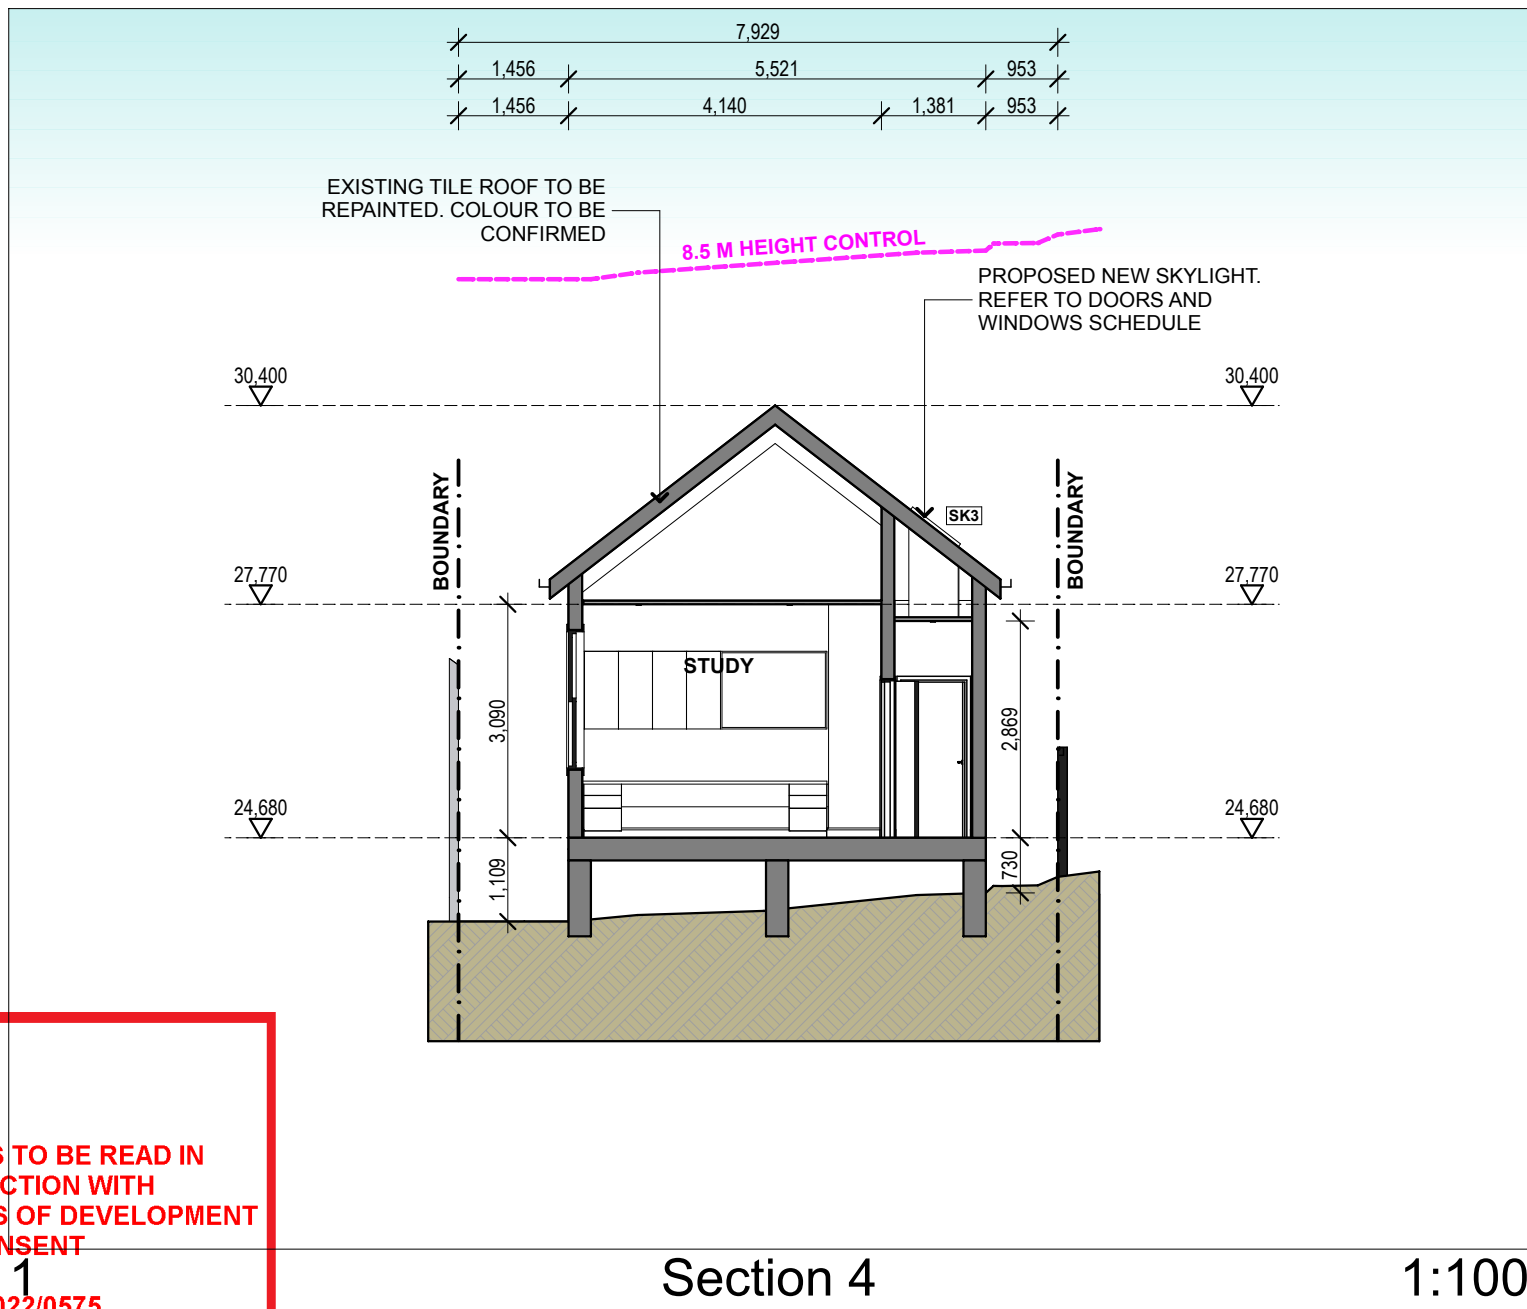 7,929
1,456 5,521 953
1,456 4,140 1,381 953
EXISTING TILE ROOF TO BE
REPAINTED. COLOUR TO BE
CONFIRMED
8.5 M HEIGHT CONTROL
PROPOSED NEW SKYLIGHT.
REFER TO DOORS AND
WINDOWS SCHEDULE
30,400
30,400
BOUNDARY
BOUNDARY
SK3
27,770
27,770
STUDY
3,090
2,869
24,680
24,680
1,109
730
TO BE READ IN
WITH
OF DEVELOPMENT
1
Section 4
1:100